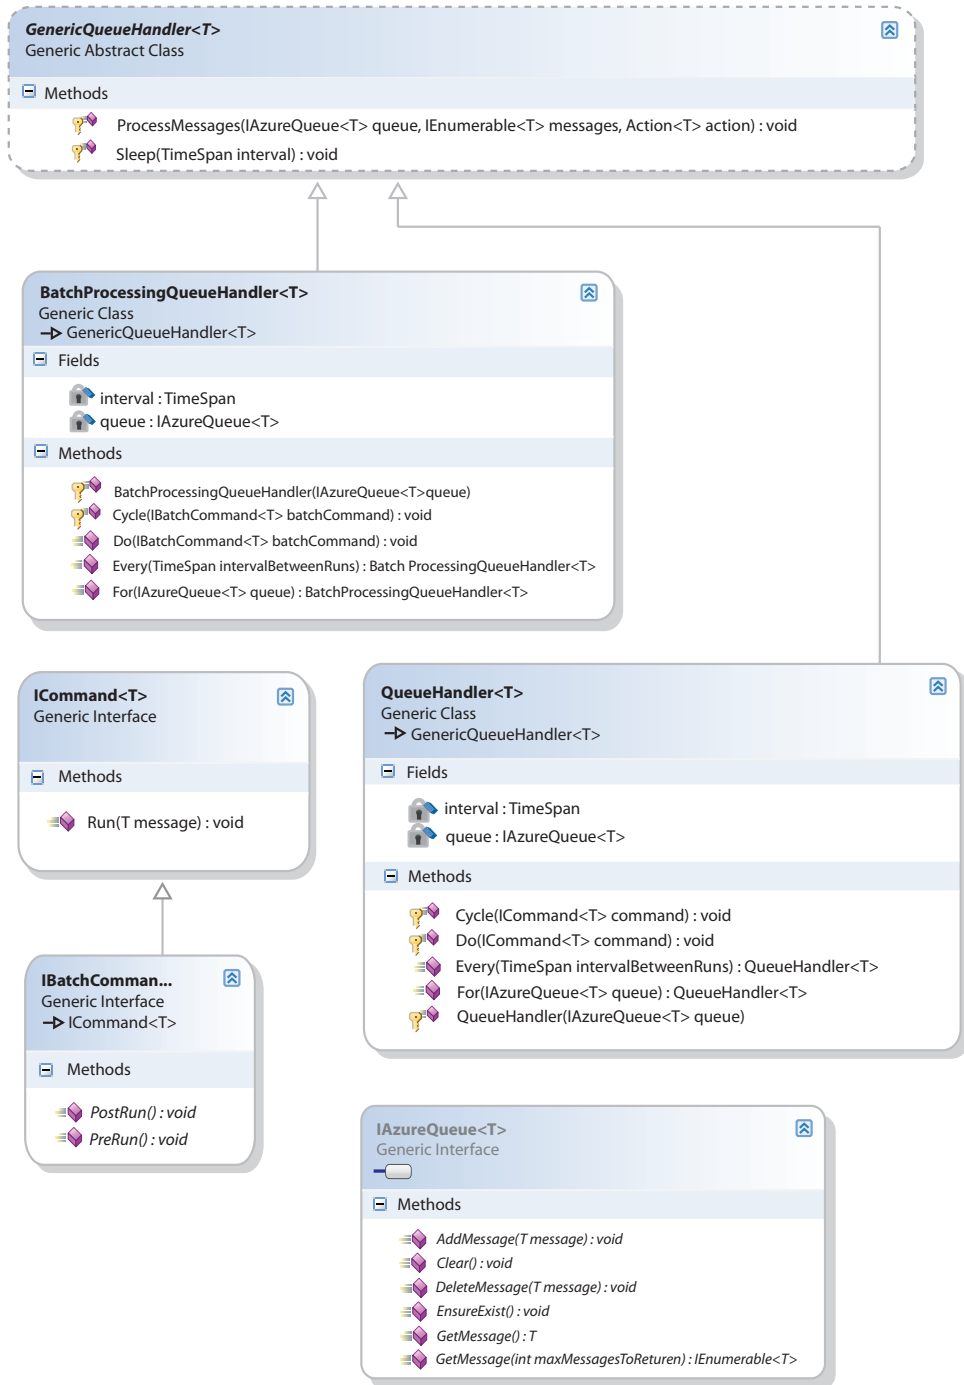 GenericQueueHandler<T>
Generic Abstract Class
Methods
ProcessMessages(IAzureQueue<T> queue, IEnumerable<T> messages, Action<T> action) : void
Sleep(TimeSpan interval) : void
BatchProcessingQueueHandler<T>
Generic Class
GenericQueueHandler<T>
Fields
interval : TimeSpan
queue : IAzureQueue<T>
Methods
BatchProcessingQueueHandler(IAzureQueue<T>queue)
Cycle(IBatchCommand<T> batchCommand) : void
Do(IBatchCommand<T> batchCommand) : void
Every(TimeSpan intervalBetweenRuns) : Batch ProcessingQueueHandler<T>
For(IAzureQueue<T> queue) : BatchProcessingQueueHandler<T>
ICommand<T>
Generic Interface
Methods
Run(T message) : void
QueueHandler<T>
Generic Class
GenericQueueHandler<T>
Fields
interval : TimeSpan
queue : IAzureQueue<T>
Methods
Cycle(ICommand<T> command) : void
Do(ICommand<T> command) : void
Every(TimeSpan intervalBetweenRuns) : QueueHandler<T>
For(IAzureQueue<T> queue) : QueueHandler<T>
QueueHandler(IAzureQueue<T> queue)
IBatchComman...
Generic Interface
ICommand<T>
Methods
PostRun() : void
PreRun() : void
IAzureQueue<T>
Generic Interface
Methods
AddMessage(T message) : void
Clear() : void
DeleteMessage(T message) : void
EnsureExist() : void
GetMessage() : T
GetMessage(int maxMessagesToReturen) : IEnumerable<T>